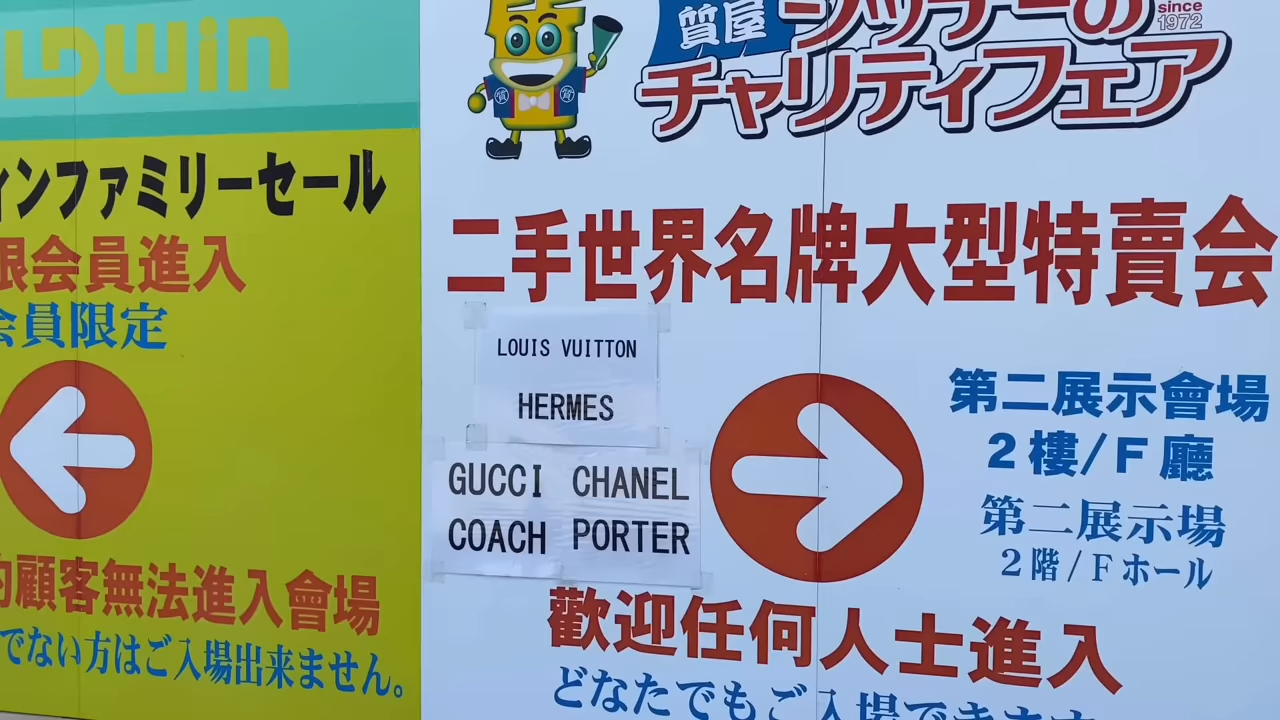 EDWin
ィンファミリーセール
限会員進入
会員限定
的顧客無法進入會場
でない方はご入場出来ません。
質屋
since
1972
チャリティフェア
質 質
二手世界名牌大型特賣会
LOUIS VUITTON
HERMES
GUCCI CHANEL
COACH PORTER
第二展示會場
2樓/F廳
第二展示場
2階/Fホール
歡迎任何人士進入
どなたでもご入場できます